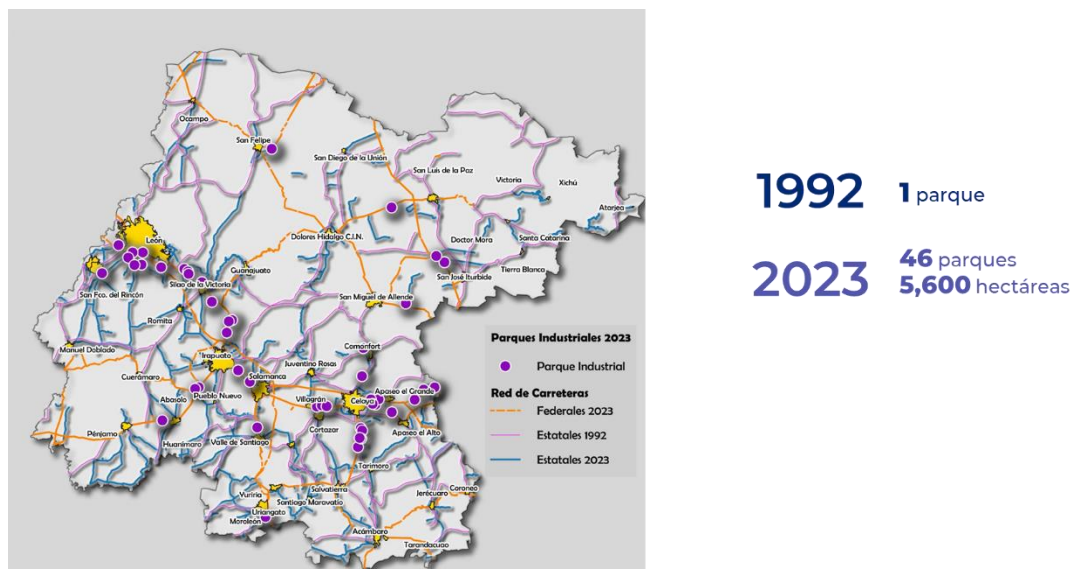 Ocampo
San Felipe
San Diego de la Unión
San Luis de la Paz
Victoria
Xichú
Atarjea
León
Dolores Hidalgo C.I.N.
Doctor Mora
Santa Catarina
Tierra Blanca
Guanajuato
San José Iturbide
Silao de la Victoria
San Fco. del Rincón
San Miguel de Allende
Romita
Manuel Doblado
Irapuato
Comonfort
Cuerámaro
Salamanca
Juventino Rosas
Apaseo el Grande
Abasolo
Pueblo Nuevo
Villagrán
Celaya
Pénjamo
Huanímaro
Valle de Santiago
Cortazar
Apaseo el Alto
Tarimoro
Yuriria
Salvatierra
Santiago Maravatío
Jerécuaro
Coroneo
Uriangato
Moroleón
Acámbaro
Tarandacuao
Parques Industriales 2023
Parque Industrial
Red de Carreteras
Federales 2023
Estatales 1992
Estatales 2023
1992 1 parque
2023 46 parques
5,600 hectáreas